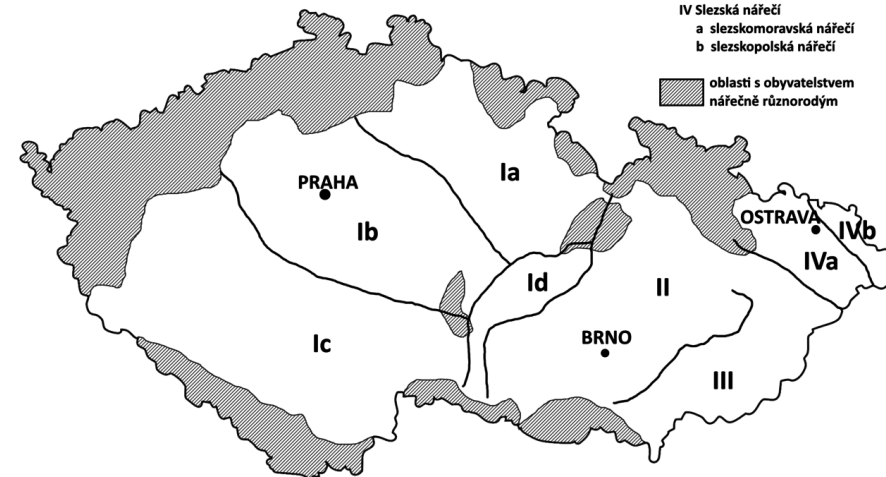 IV Slezská nářečí
a slezskomoravská nářečí
b slezskopolská nářečí
oblasti s obyvatelstvem
nářečně různorodým
Ia
PRAHA
Ib
OSTRAVA
IVb
IVa
Id
II
Ic
BRNO
III